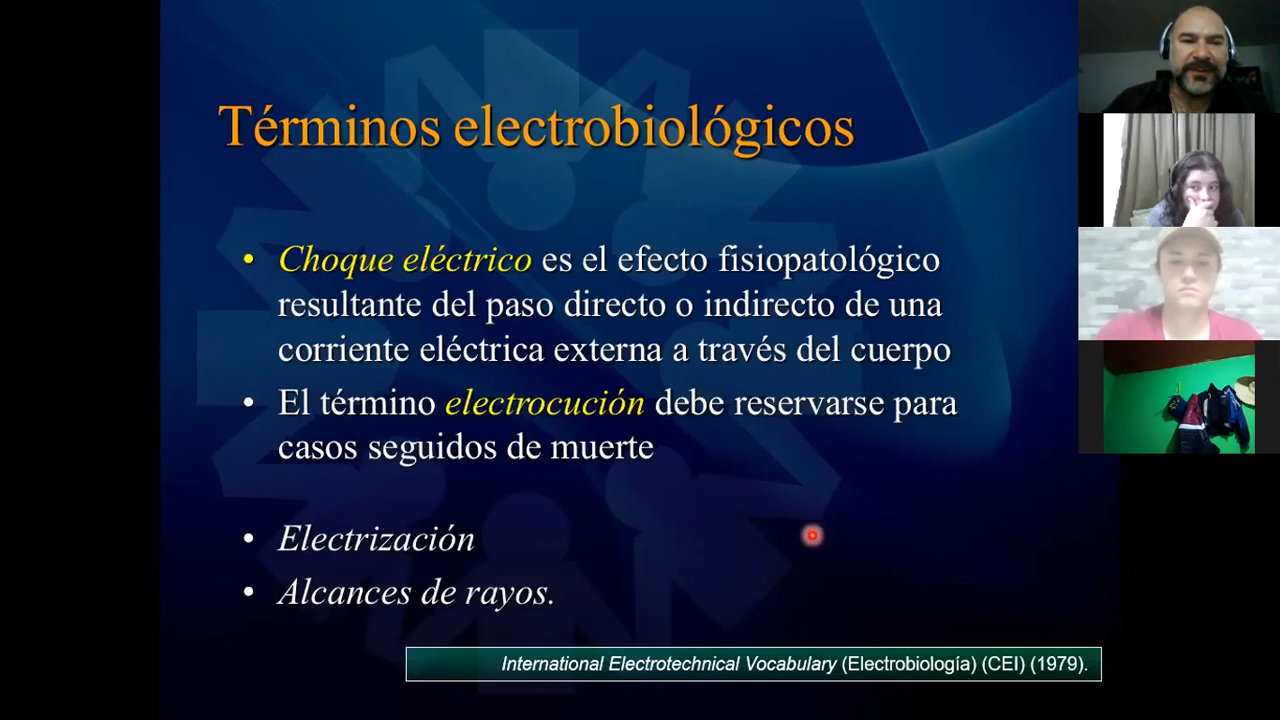 Términos electrobiológicos
• Choque eléctrico es el efecto fisiopatológico
resultante del paso directo o indirecto de una
corriente eléctrica externa a través del cuerpo
• El término electrocución debe reservarse para
casos seguidos de muerte
• Electrización
• Alcances de rayos.
International Electrotechnical Vocabulary (Electrobiología) (CEI) (1979).